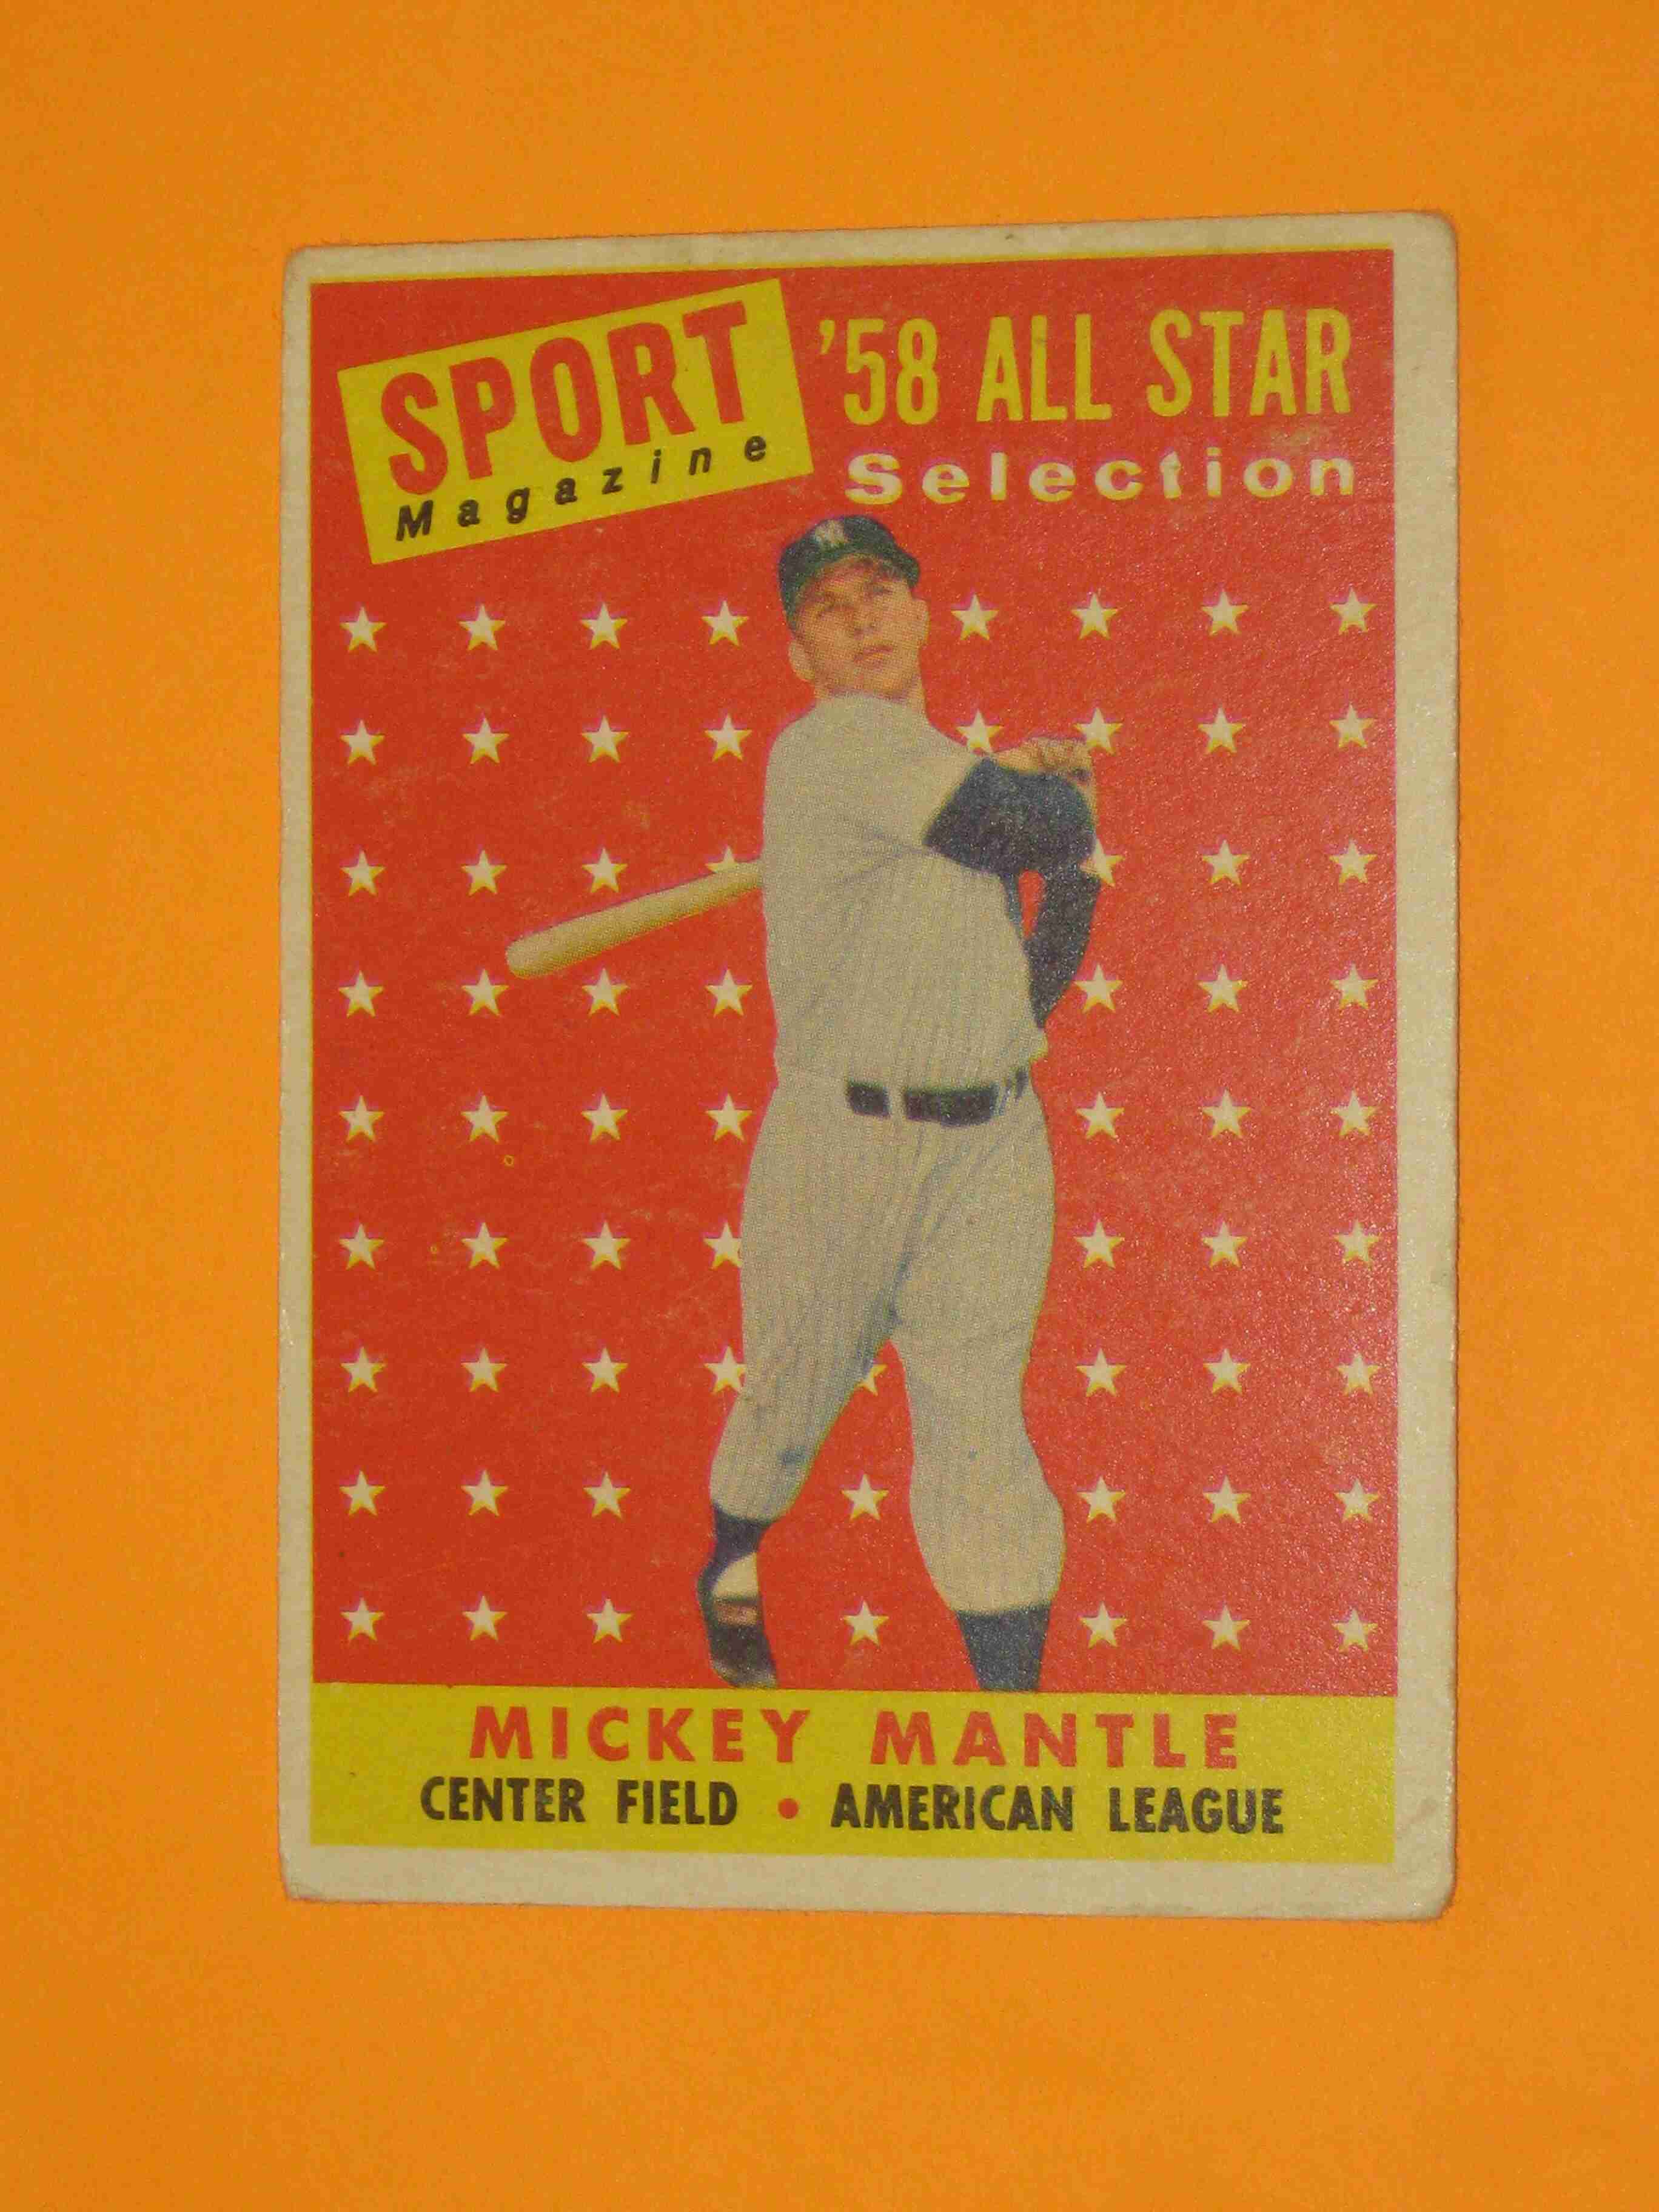 SPORT
Magazine
'58 ALL STAR
Selection
MICKEY MANTLE
CENTER FIELD • AMERICAN LEAGUE